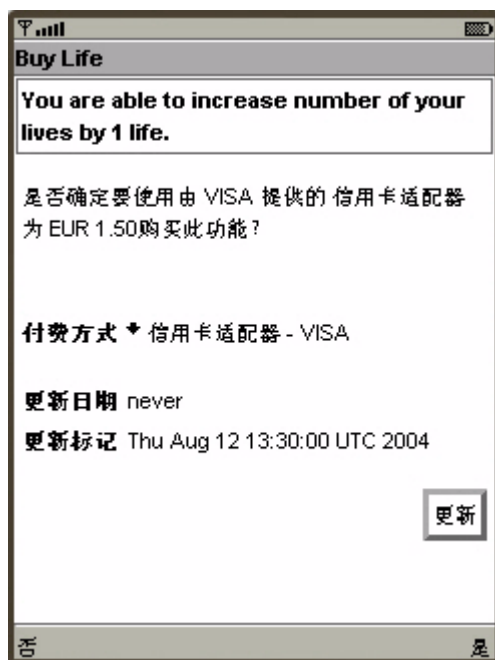 Buy Life
You are able to increase number of your
lives by 1 life.
是否确定要使用由 VISA 提供的 信用卡适配器
为 EUR 1.50购买此功能?
付费方式 信用卡适配器 - VISA
更新日期 never
更新标记 Thu Aug 12 13:30:00 UTC 2004
更新
否 是